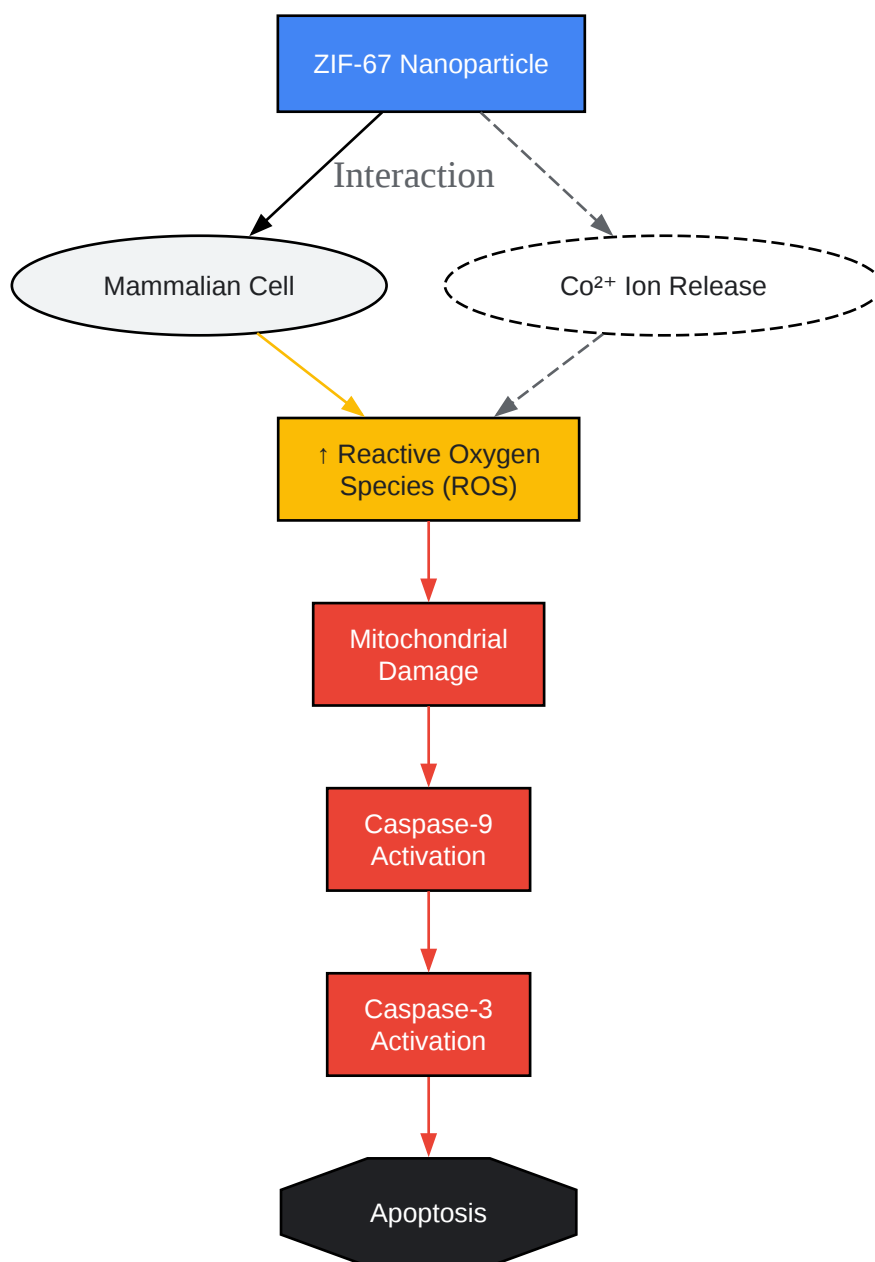 ZIF-67 Nanoparticle
Interaction
Mammalian Cell
Co²⁺ Ion Release
↑ Reactive Oxygen
Species (ROS)
Mitochondrial
Damage
Caspase-9
Activation
Caspase-3
Activation
Apoptosis